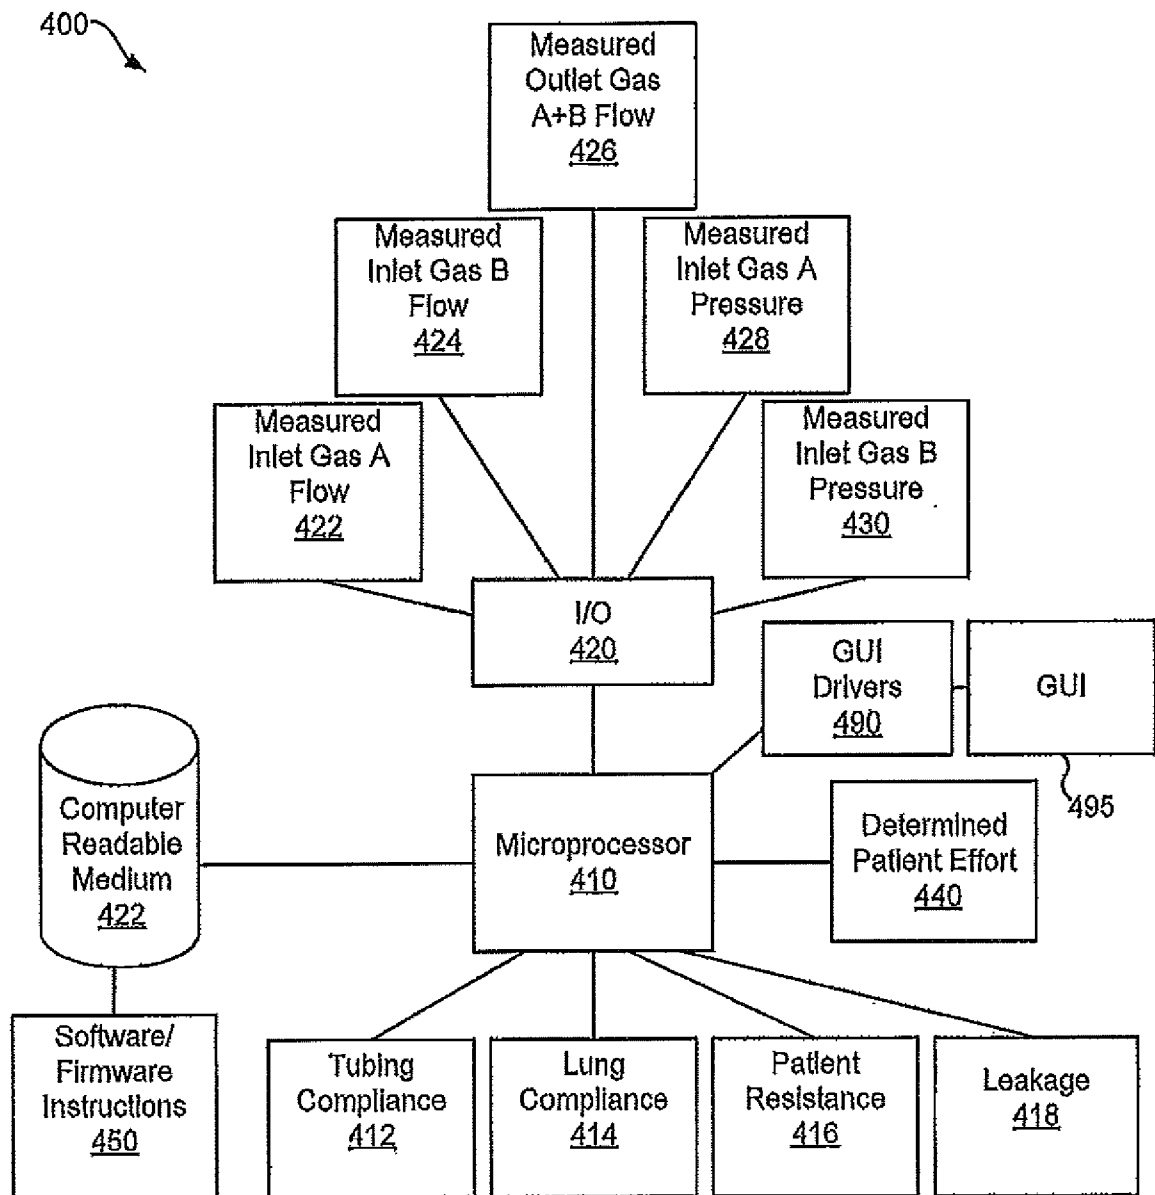 400
Measured
Outlet Gas
A+B Flow
426
Measured
Inlet Gas B
Flow
424
Measured
Inlet Gas A
Pressure
428
Measured
Inlet Gas A
Flow
422
Measured
Inlet Gas B
Pressure
430
I/O
420
GUI
Drivers
490
GUI
495
Computer
Readable
Medium
422
Microprocessor
410
Determined
Patient Effort
440
Software/
Firmware
Instructions
450
Tubing
Compliance
412
Lung
Compliance
414
Patient
Resistance
416
Leakage
418